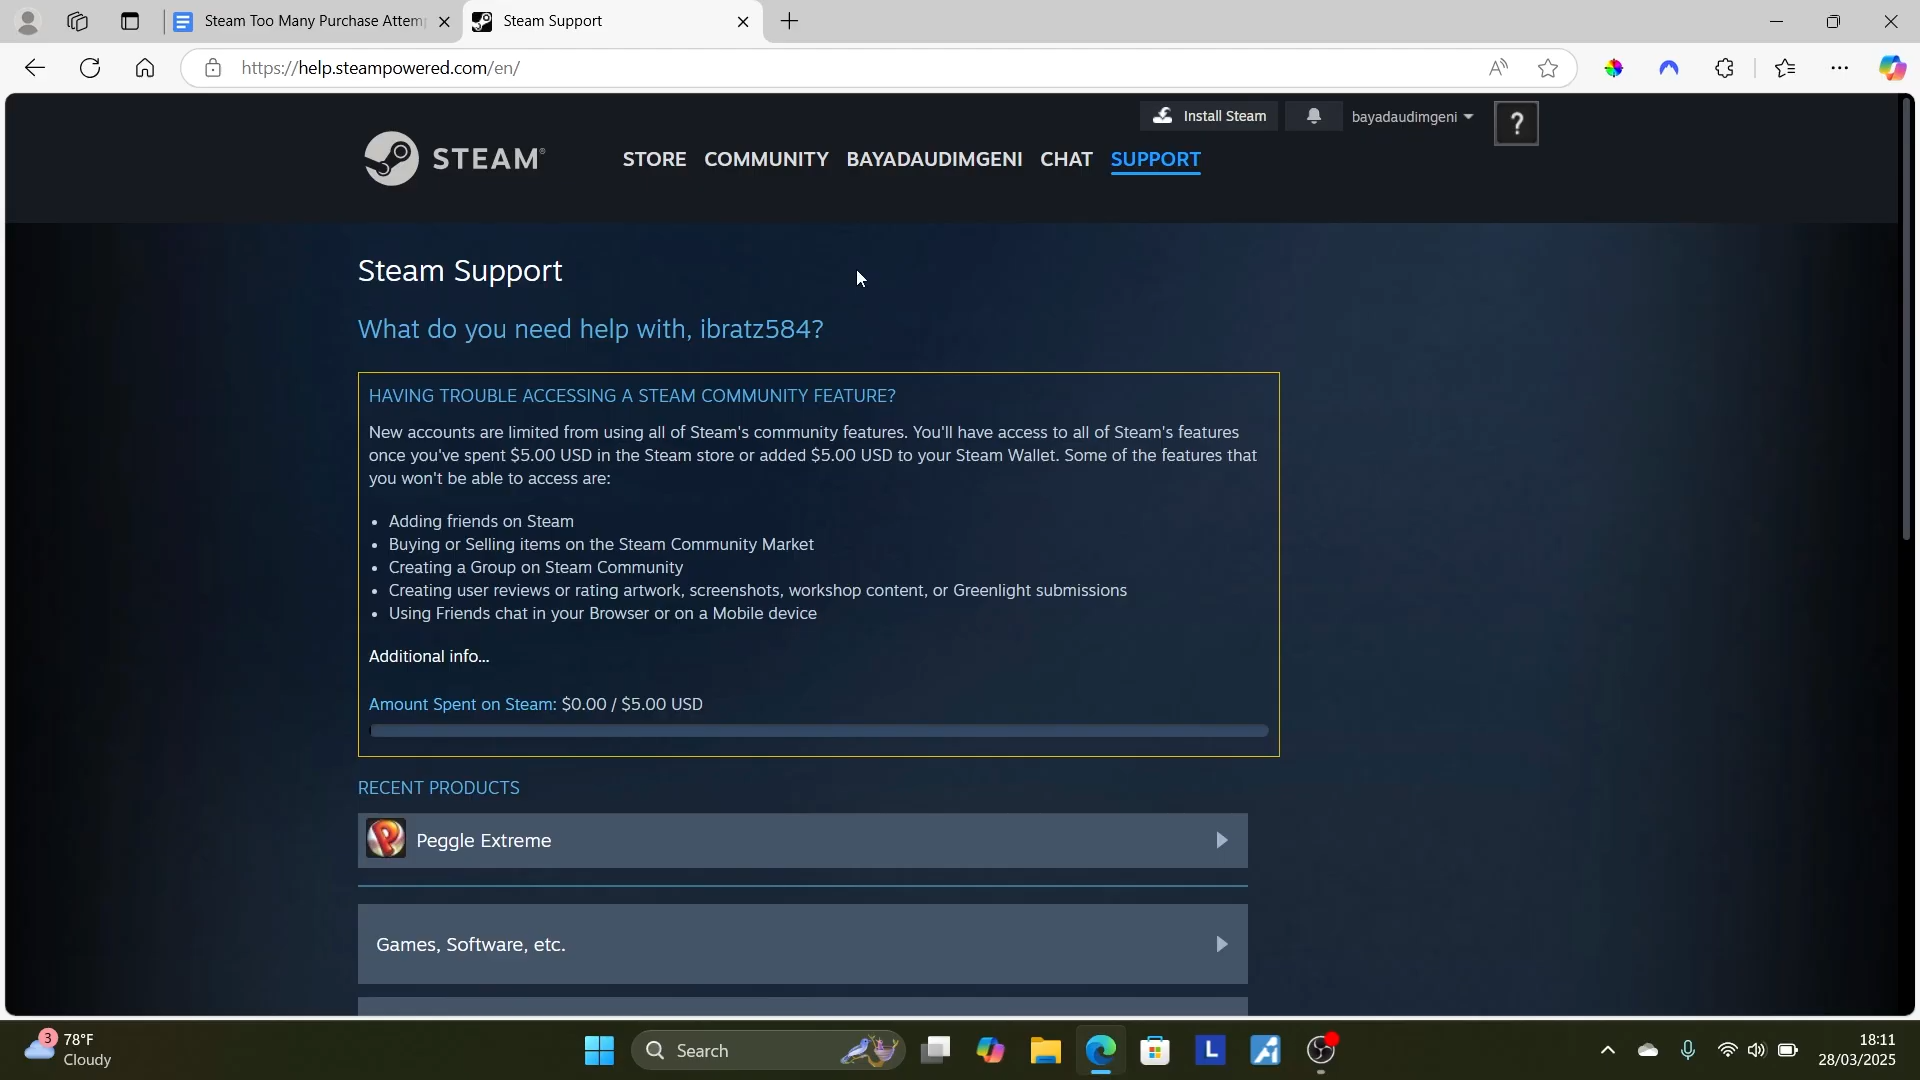 Steam Too Many Purchase Attem
Steam Support
https://help.steampowered.com/en/
Install Steam
bayadaudimgeni
?
STEAM®
STORE
COMMUNITY
BAYADAUDIMGENI
CHAT
SUPPORT
Steam Support
What do you need help with, ibratz584?
HAVING TROUBLE ACCESSING A STEAM COMMUNITY FEATURE?
New accounts are limited from using all of Steam's community features. You'll have access to all of Steam's features
once you've spent $5.00 USD in the Steam store or added $5.00 USD to your Steam Wallet. Some of the features that
you won't be able to access are:
• Adding friends on Steam
• Buying or Selling items on the Steam Community Market
• Creating a Group on Steam Community
• Creating user reviews or rating artwork, screenshots, workshop content, or Greenlight submissions
• Using Friends chat in your Browser or on a Mobile device
Additional info...
Amount Spent on Steam: $0.00 / $5.00 USD
RECENT PRODUCTS
P
Peggle Extreme
Games, Software, etc.
3
78°F
Cloudy
Search
L
18:11
28/03/2025